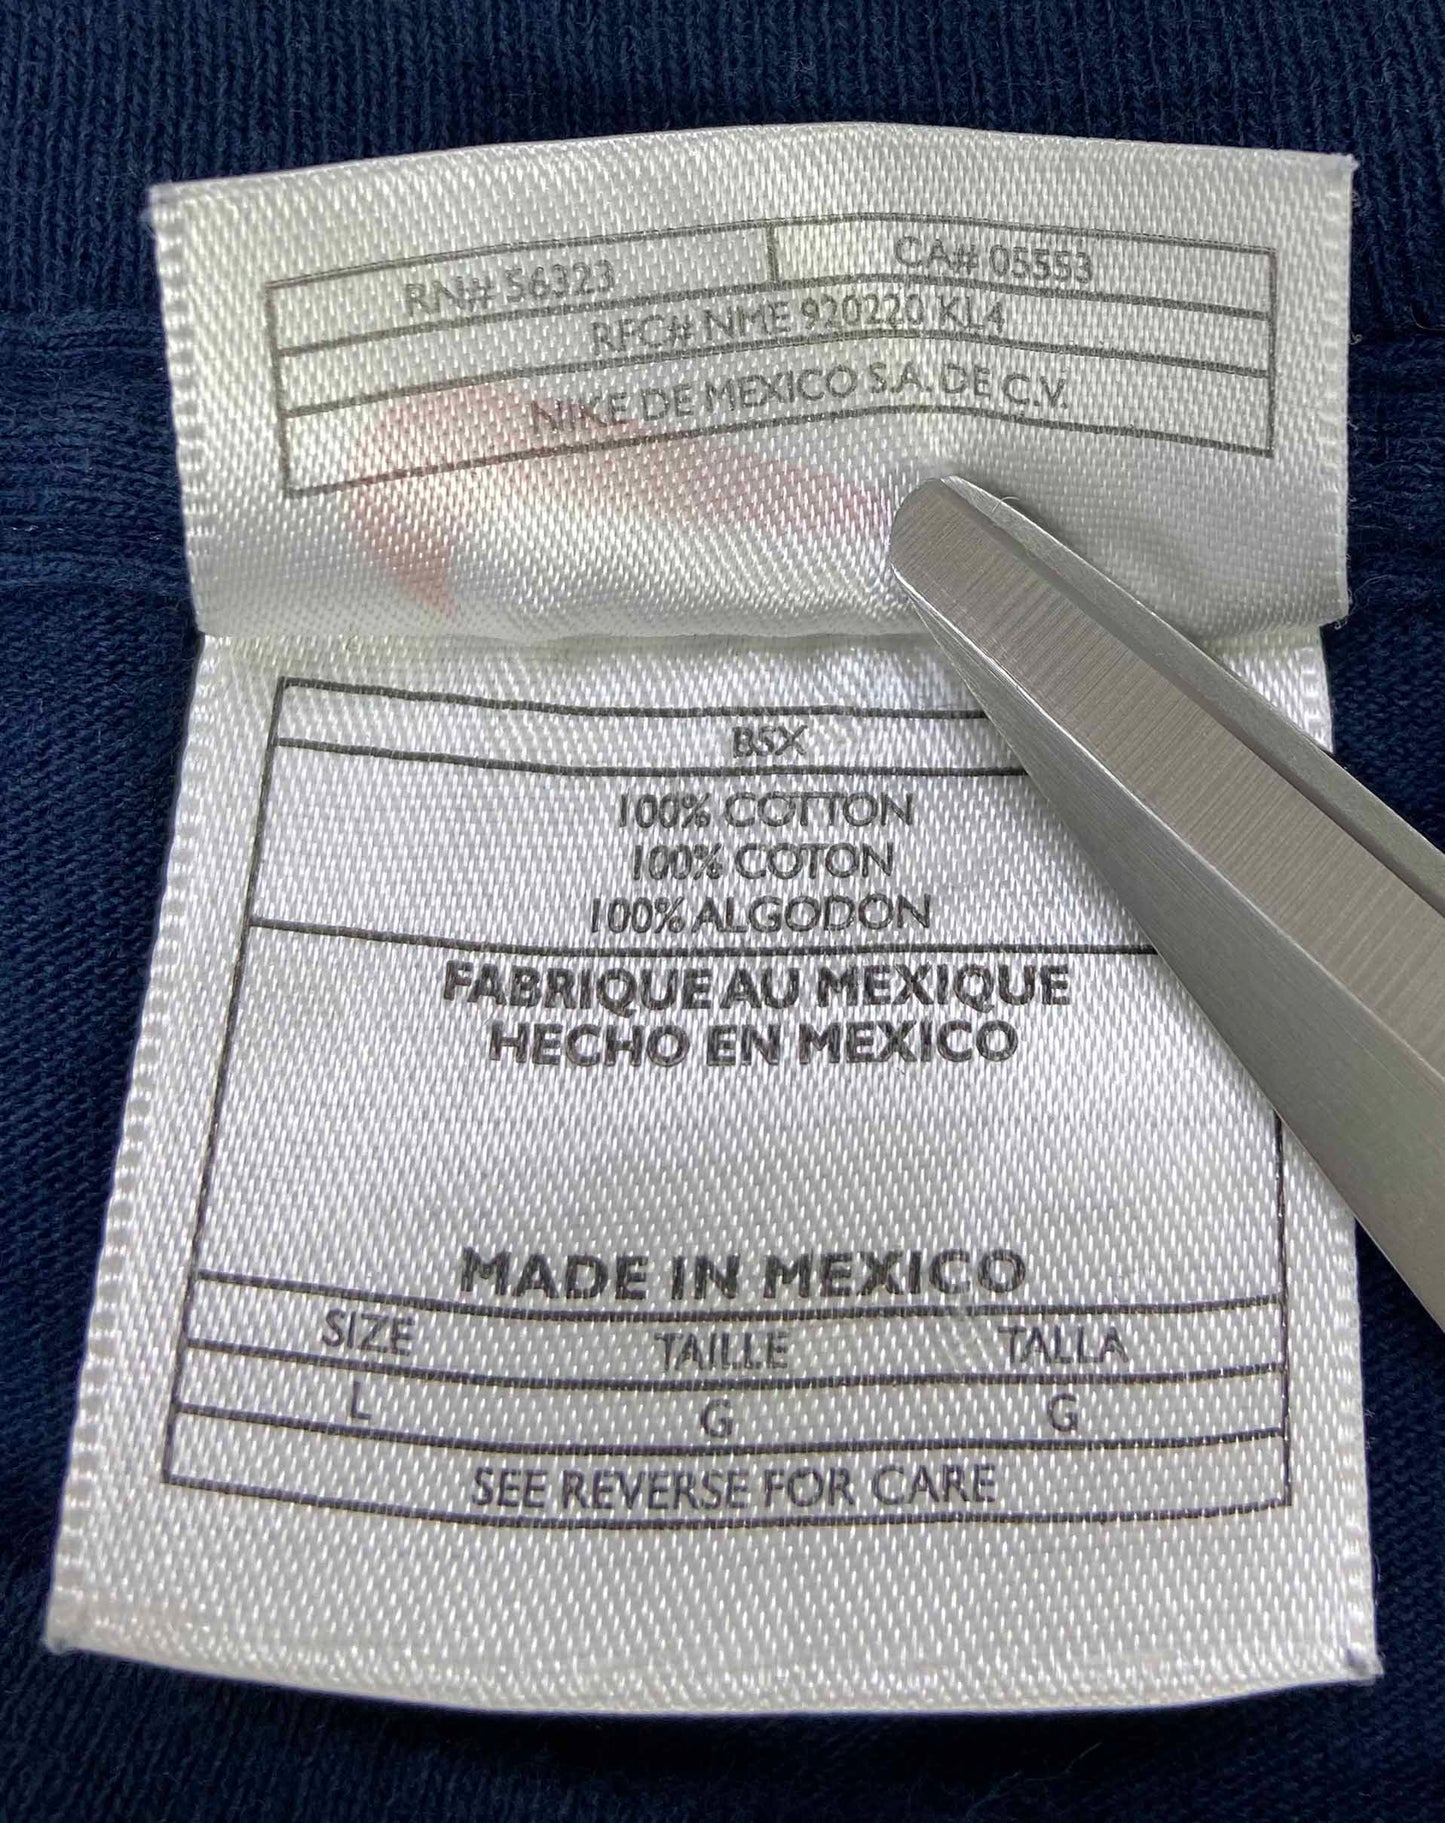 RN# 56323 CA# 05553
RFC# NME 920220 KL4
NIKE DE MEXICO S.A. DE C.V.
BSX
100% COTTON
100% COTON
100% ALGODON
FABRIQUE AU MEXIQUE
HECHO EN MEXICO
MADE IN MEXICO
SIZE TAILLE TALLA
L G G
SEE REVERSE FOR CARE